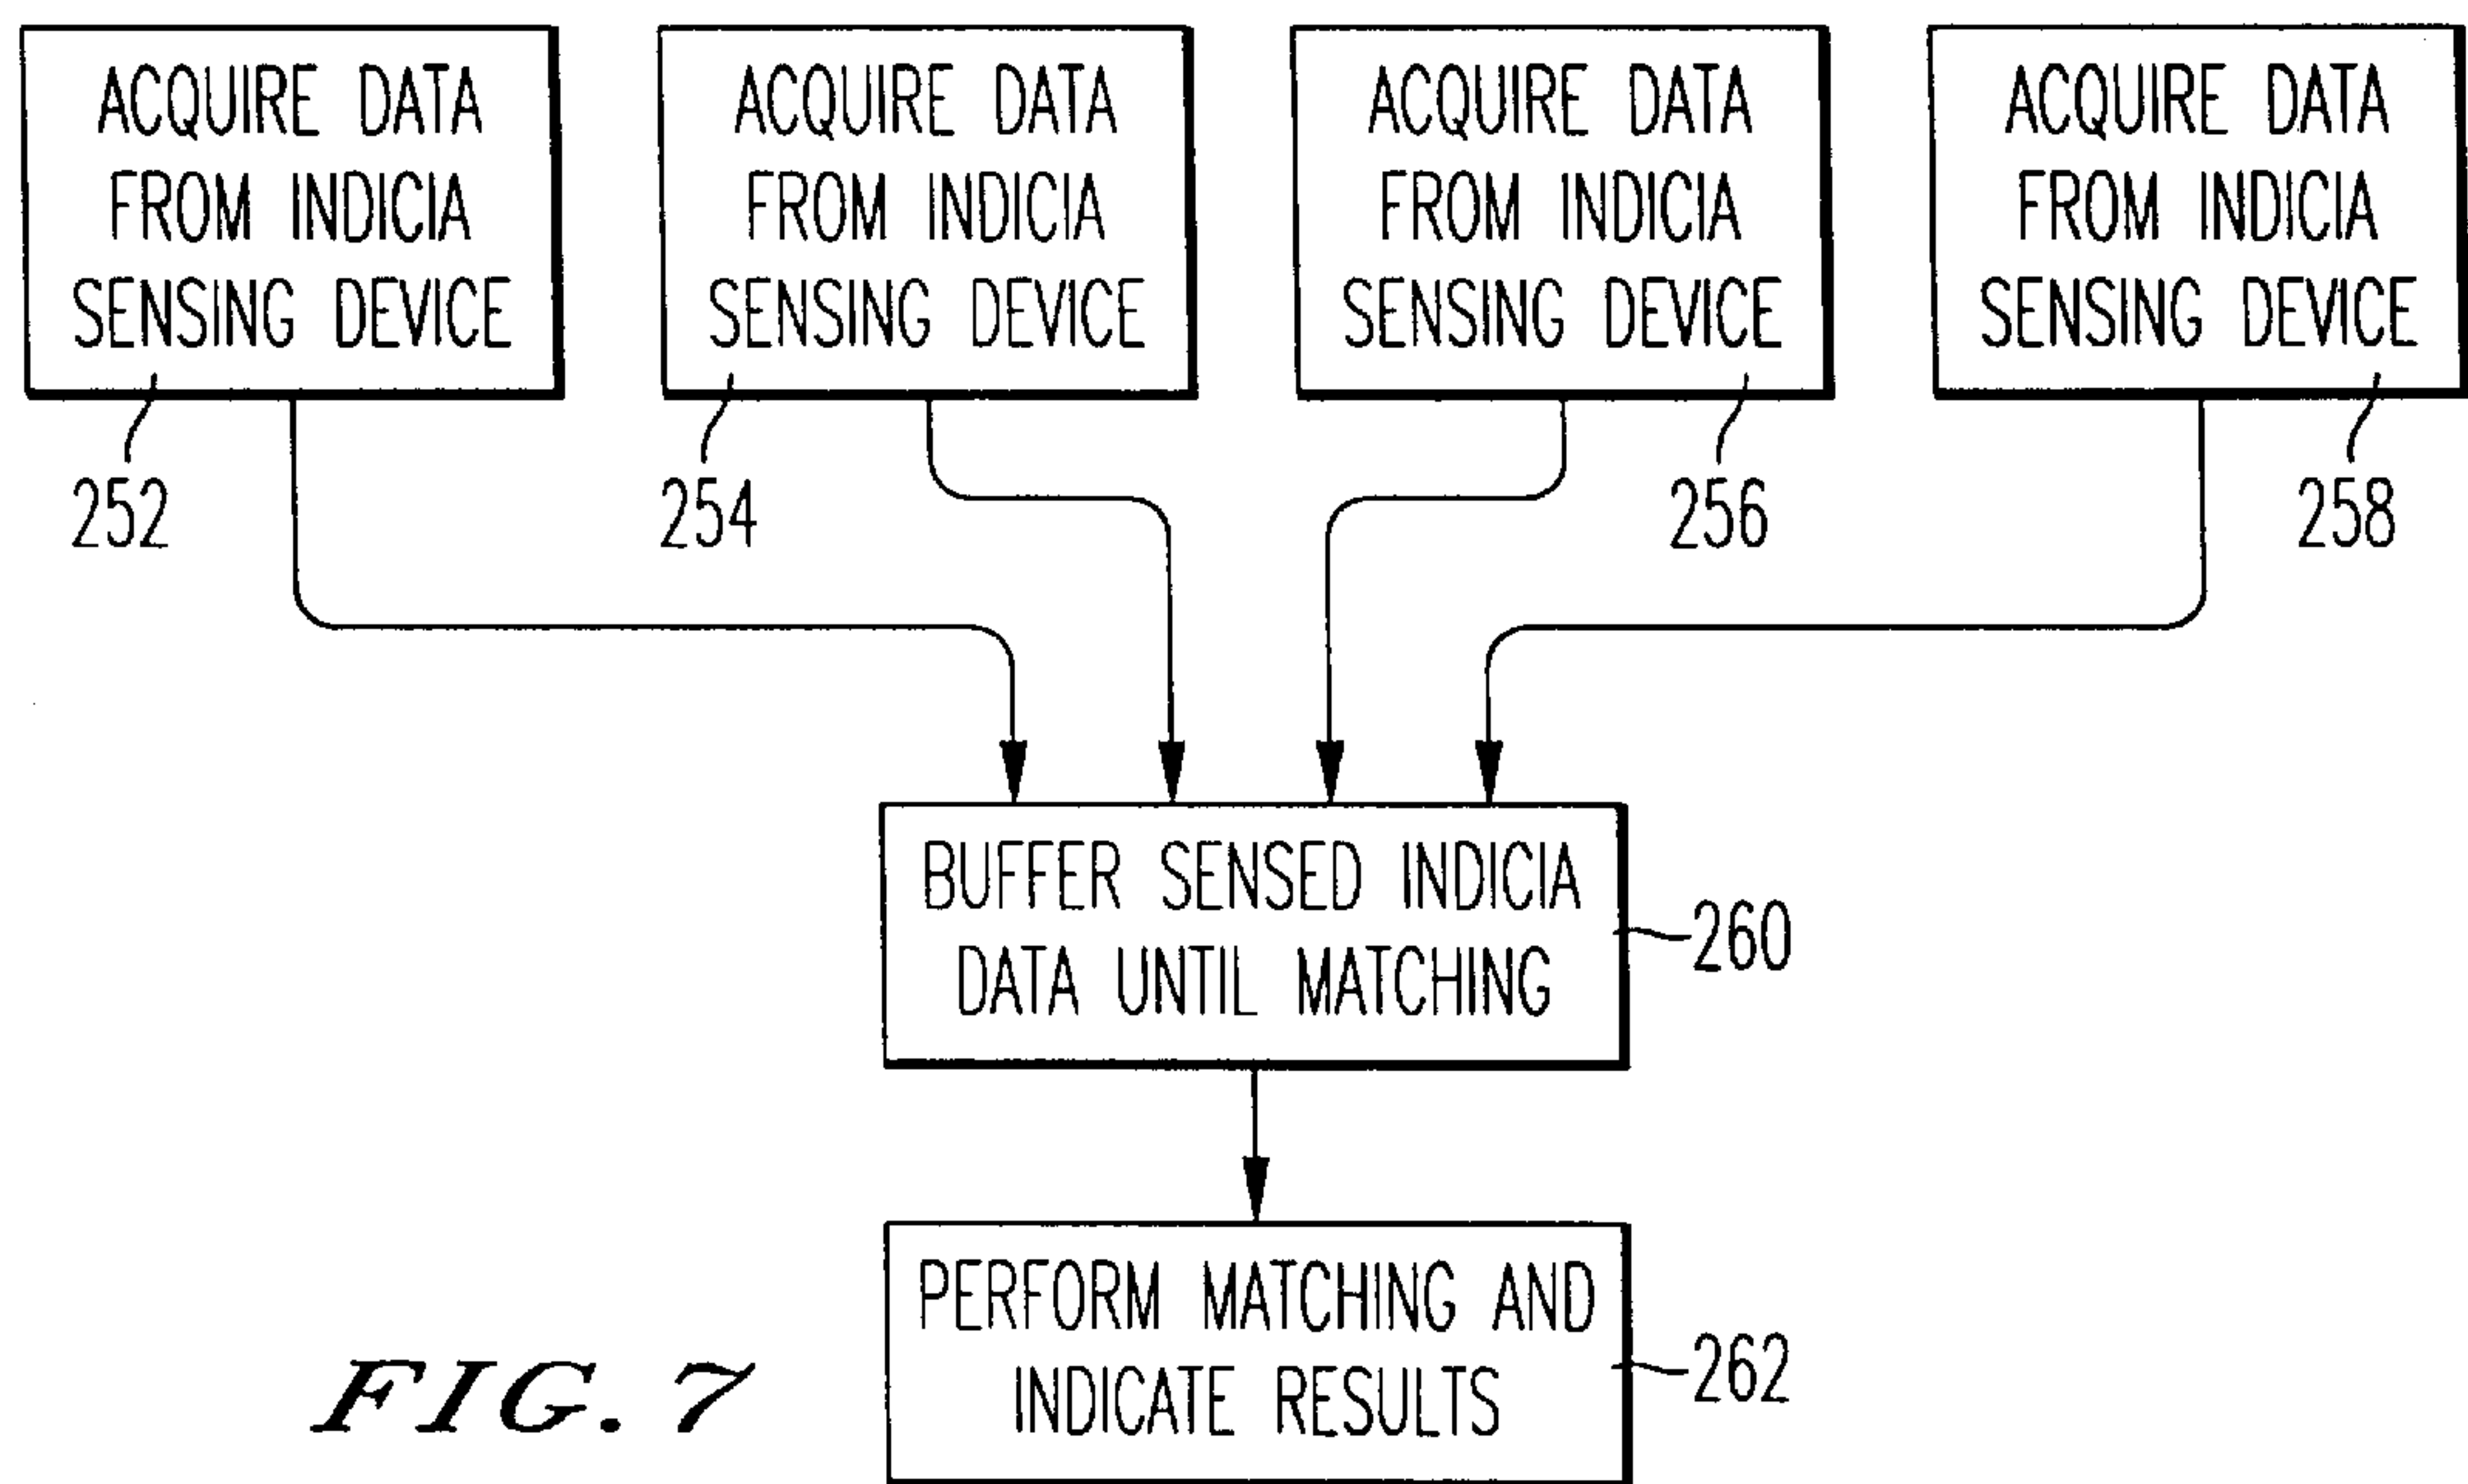 ACQUIRE DATA
FROM INDICIA
SENSING DEVICE
252
ACQUIRE DATA
FROM INDICIA
SENSING DEVICE
254
ACQUIRE DATA
FROM INDICIA
SENSING DEVICE
256
ACQUIRE DATA
FROM INDICIA
SENSING DEVICE
258
BUFFER SENSED INDICIA
DATA UNTIL MATCHING
260
PERFORM MATCHING AND
INDICATE RESULTS
262
FIG. 7